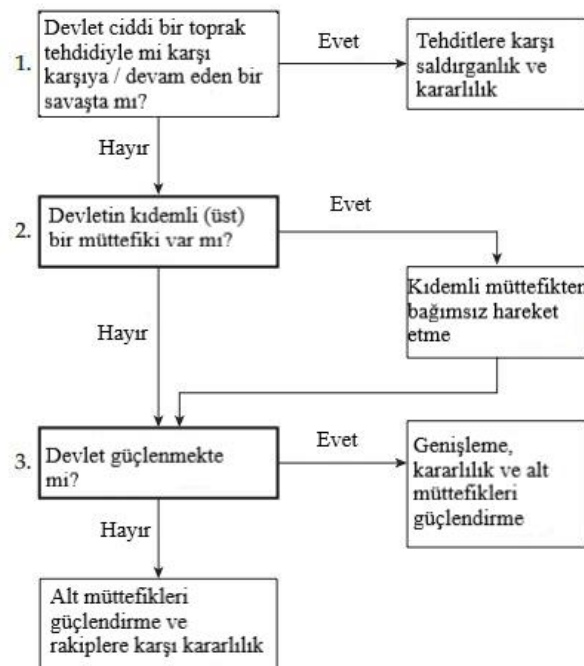 Devlet ciddi bir toprak
tehdidiyle mi karşı
karşıya / devam eden bir
savaşta mı?
1.
Evet
Tehditlere karşı
saldırganlık ve
kararlılık
Hayır
2.
Devletin kıdemli (üst)
bir müttefiki var mı?
Evet
Kıdemli müttefikten
bağımsız hareket
etme
Hayır
3.
Devlet güçlenmekte
mi?
Evet
Genişleme,
kararlılık ve alt
müttefikleri
güçlendirme
Hayır
Alt müttefikleri
güçlendirme ve
rakiplere karşı kararlılık